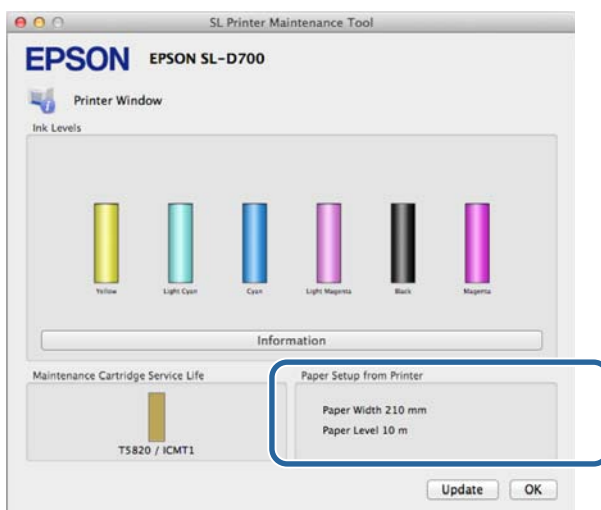 SL Printer Maintenance Tool
EPSON EPSON SL-D700
Printer Window
Ink Levels
Yellow Light Cyan Cyan Light Magenta Black Magenta
Information
Maintenance Cartridge Service Life
T5820 / ICMT1
Paper Setup from Printer
Paper Width 210 mm
Paper Level 10 m
Update OK